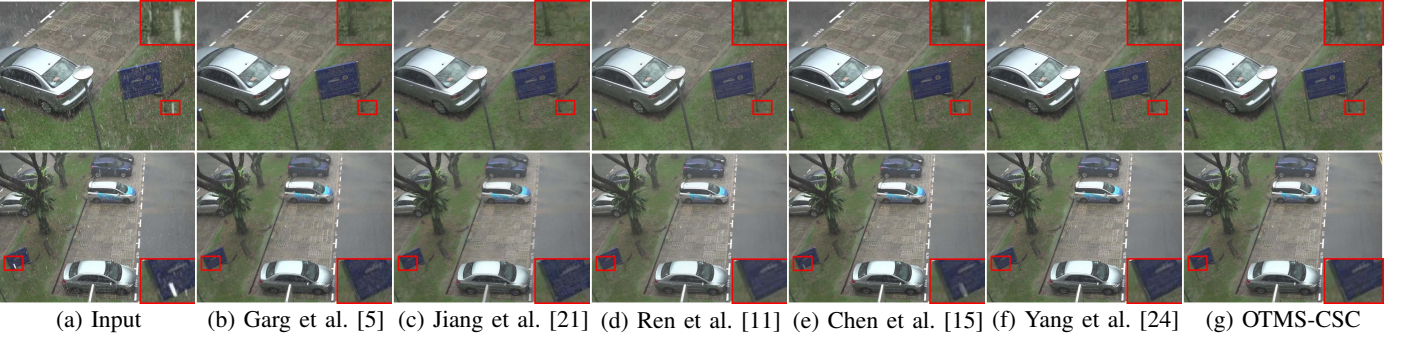 (a) Input (b) Garg et al. [5] (c) Jiang et al. [21] (d) Ren et al. [11] (e) Chen et al. [15] (f) Yang et al. [24] (g) OTMS-CSC